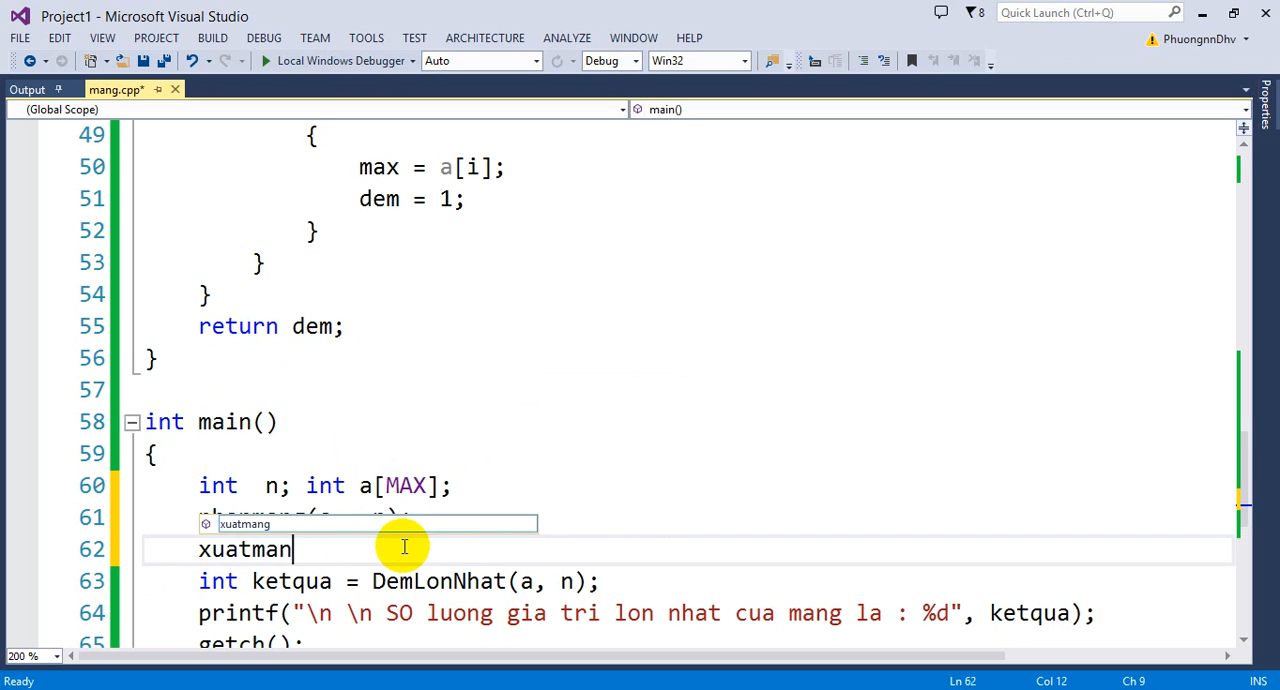 Project1 - Microsoft Visual Studio
8
Quick Launch (Ctrl+Q)
FILE EDIT VIEW PROJECT BUILD DEBUG TEAM TOOLS TEST ARCHITECTURE ANALYZE WINDOW HELP
PhuongnnDhv
Local Windows Debugger Auto Debug Win32
Output mang.cpp*
Properties
(Global Scope) main()
49 {
50 max = a[i];
51 dem = 1;
52 }
53 }
54 }
55 return dem;
56 }
57
58 int main()
59 {
60 int  n; int a[MAX];
61
xuatmang
62 xuatman
63 int ketqua = DemLonNhat(a, n);
64 printf("\n \n SO luong gia tri lon nhat cua mang la : %d", ketqua);
65 getch();
200 %
Ready Ln 62 Col 12 Ch 9 INS